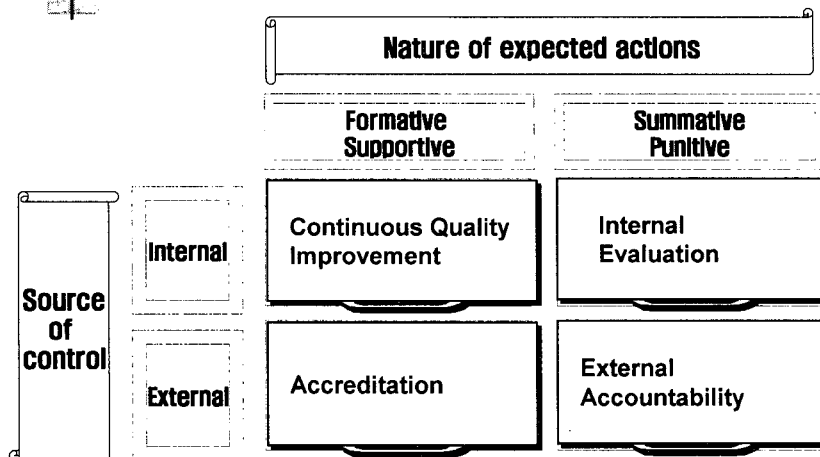 Nature of expected actions
Formative
Supportive
Summative
Punitive
Source
of
control
Internal
Continuous Quality
Improvement
Internal
Evaluation
External
Accreditation
External
Accountability